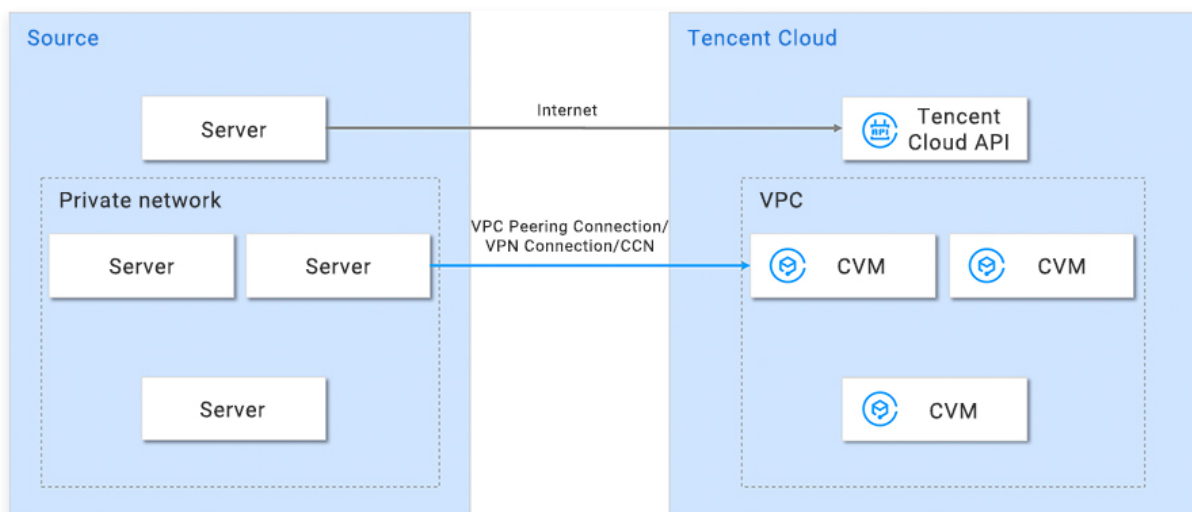 Source
Tencent Cloud
Server
Internet
API
Tencent
Cloud API
Private network
VPC Peering Connection/
VPN Connection/CCN
VPC
Server
Server
CVM
CVM
Server
CVM